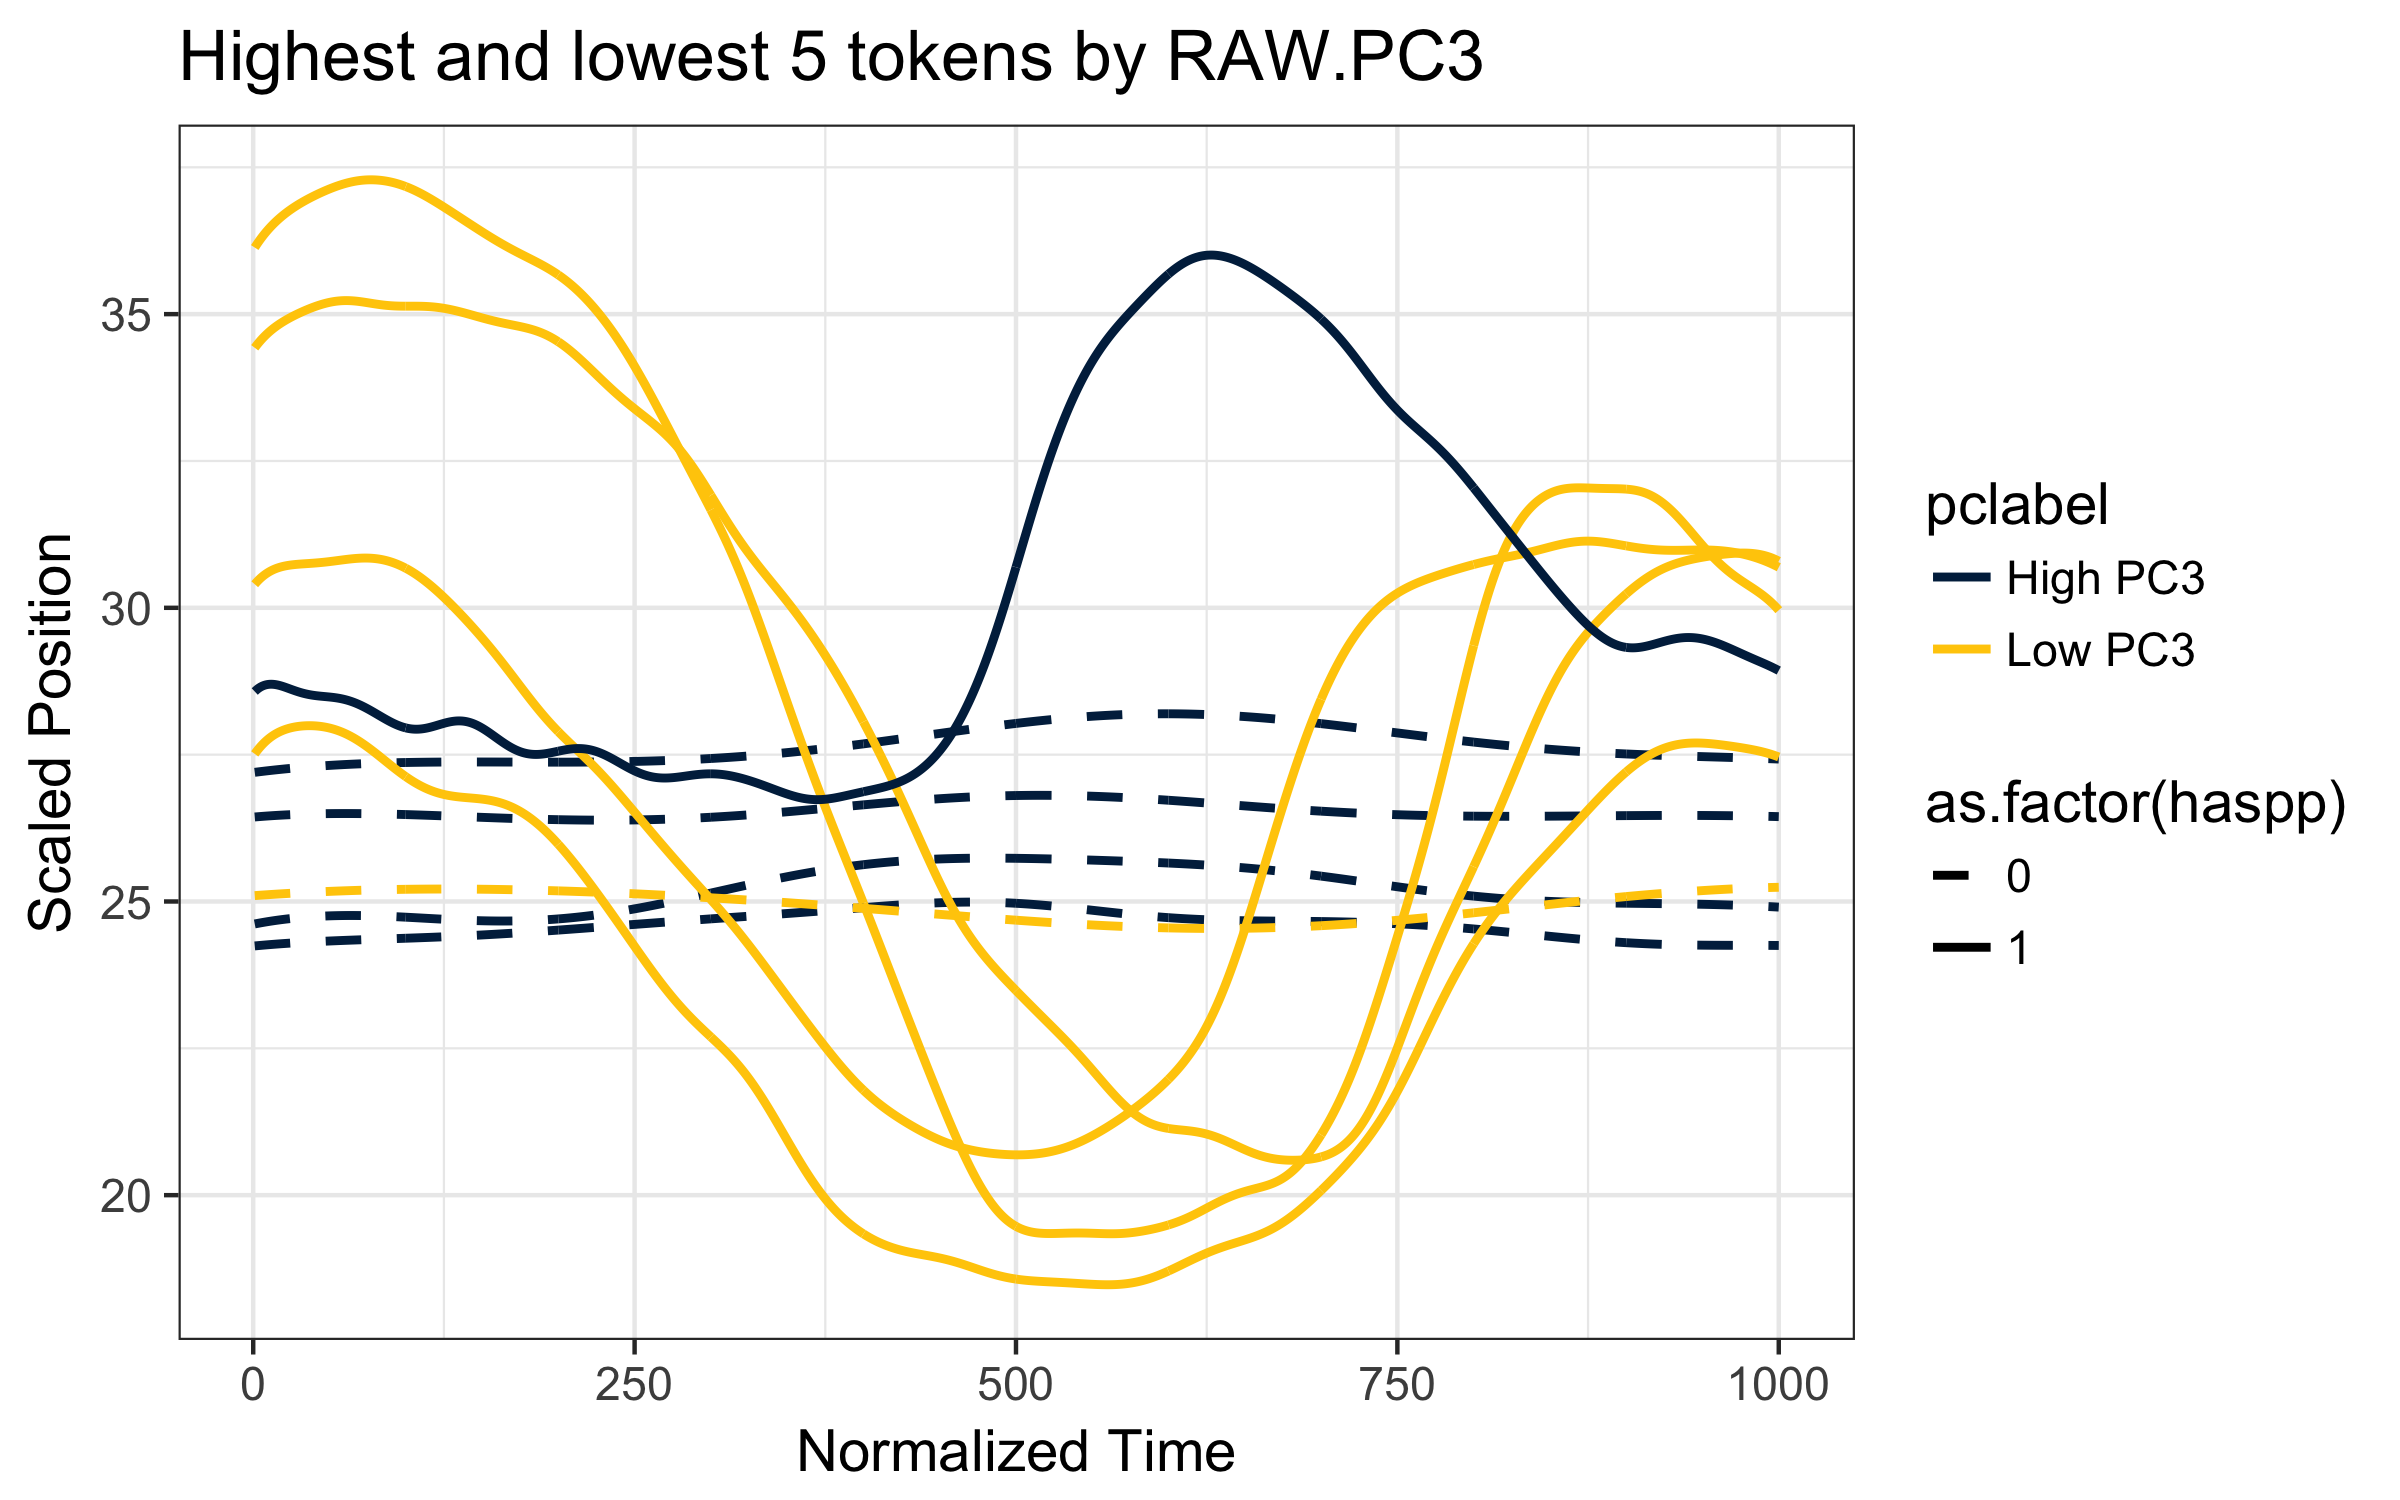 Highest and lowest 5 tokens by RAW.PC3
Scaled Position
35
30
25
20
0
250
500
750
1000
Normalized Time
pclabel
High PC3
Low PC3
as.factor(haspp)
0
1